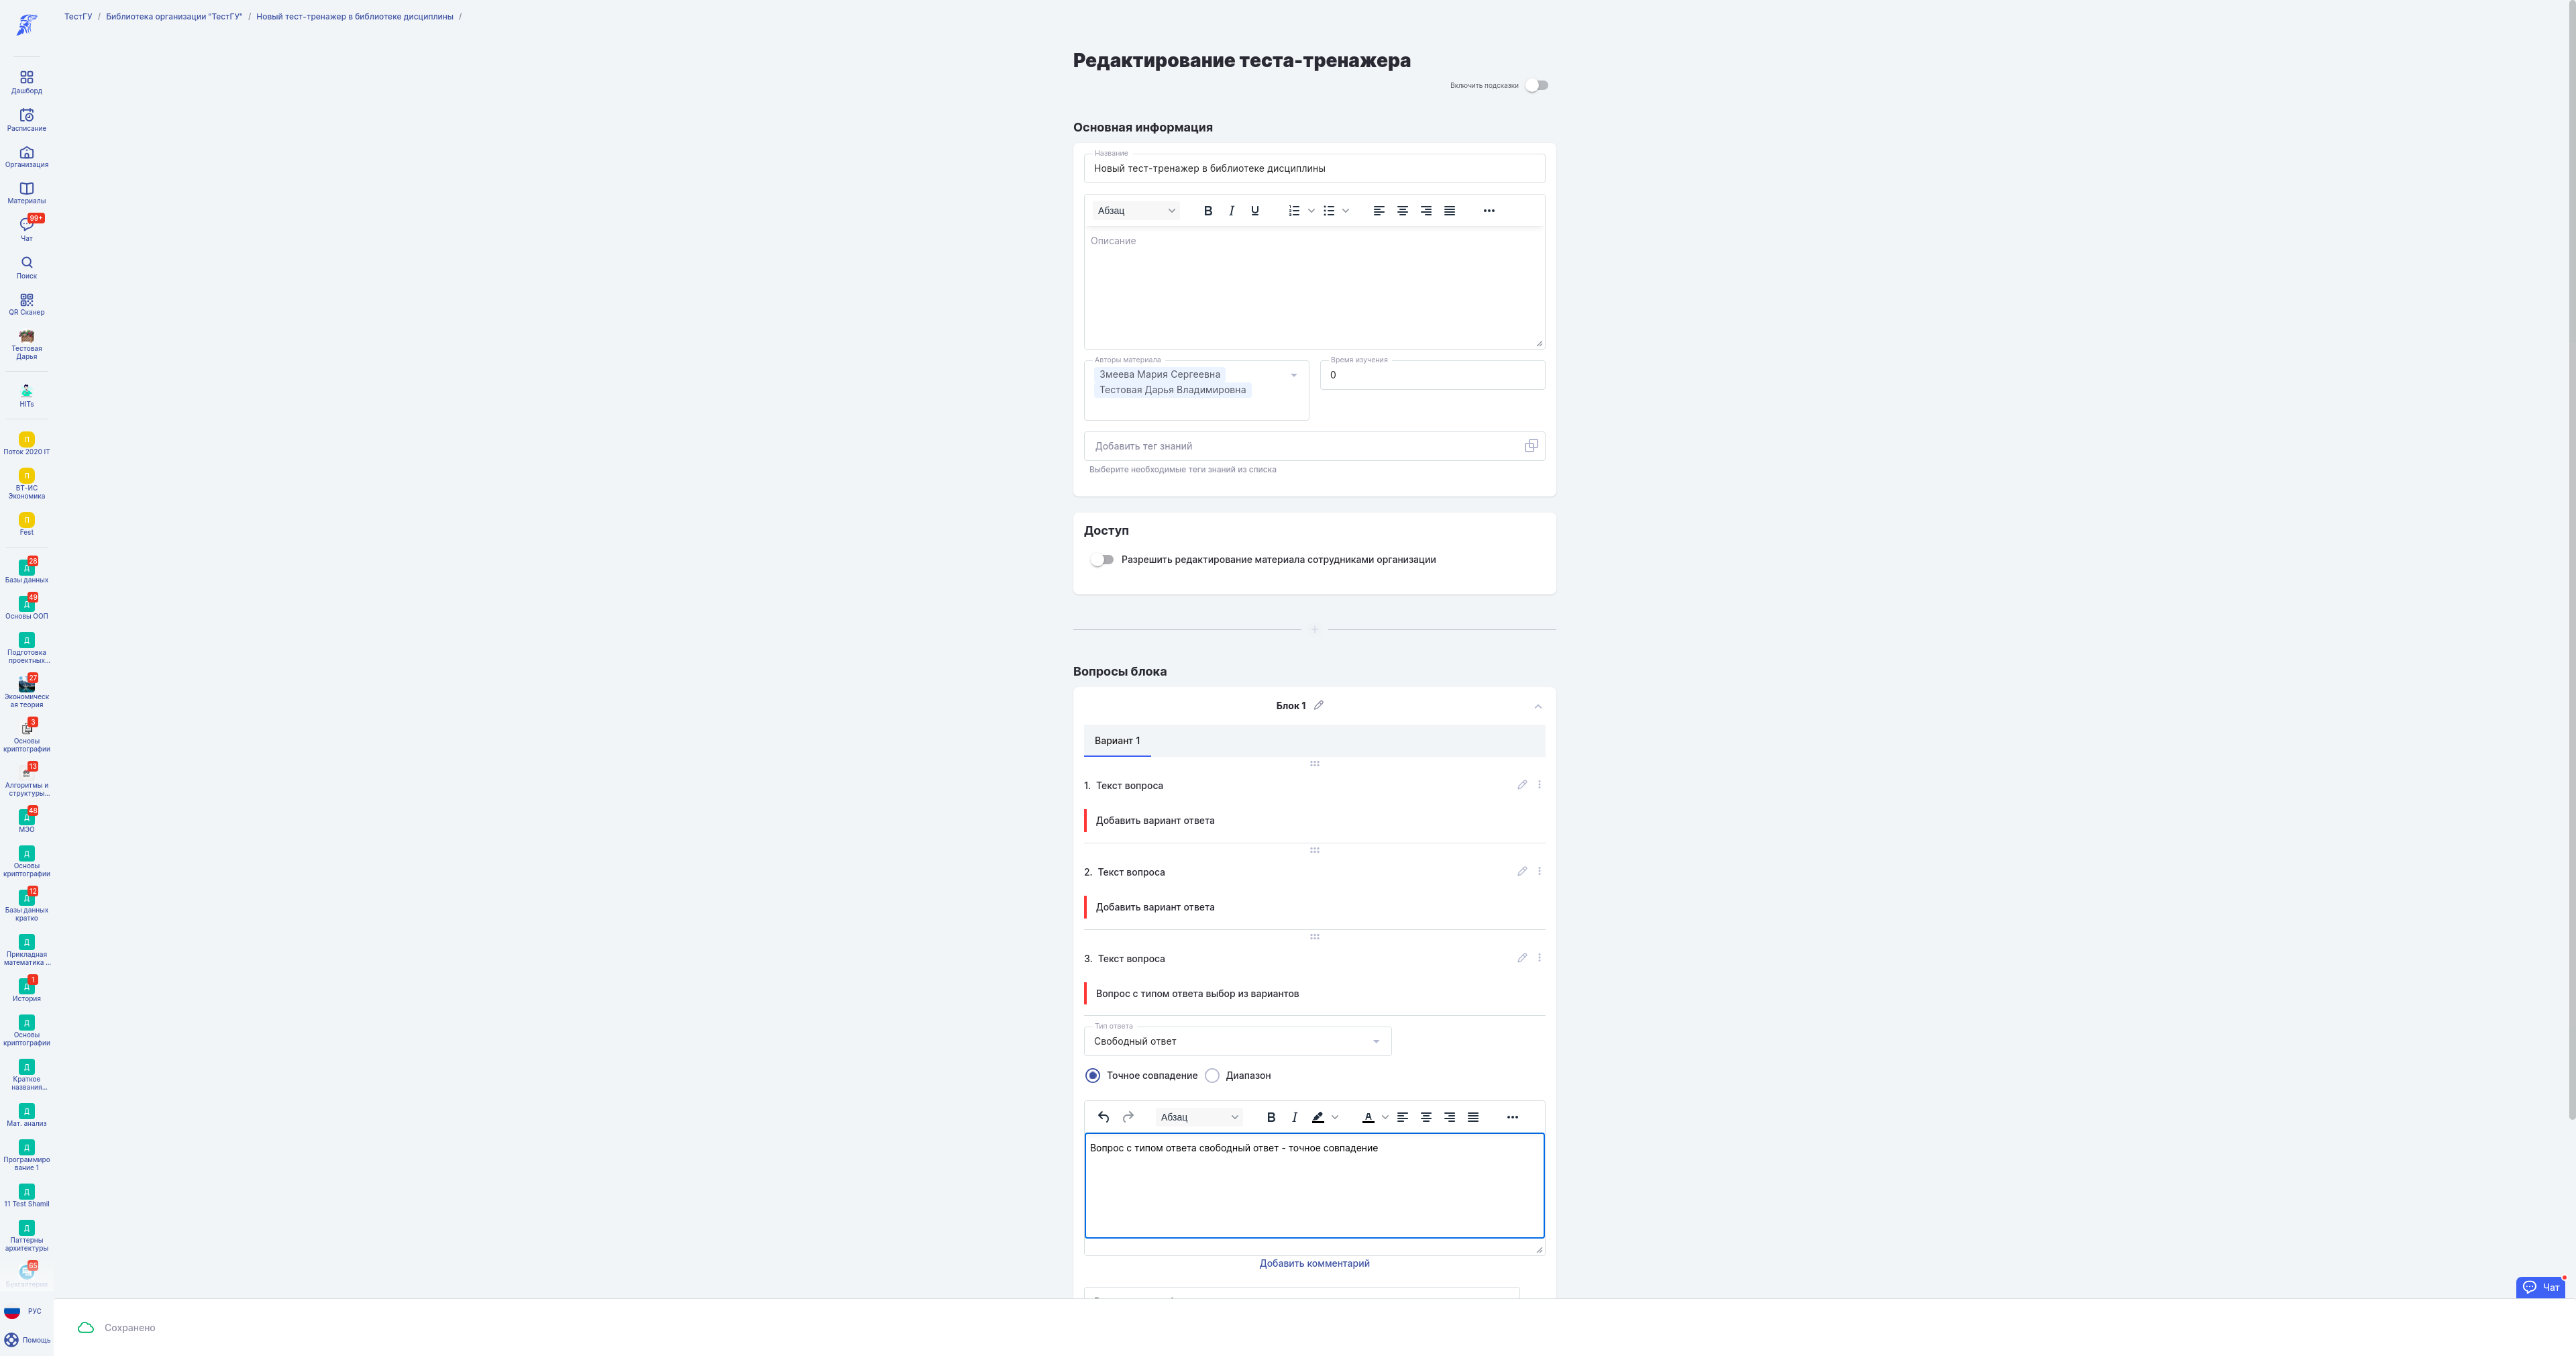 ТестГУ / Библиотека организации "ТестГУ" / Новый тест-тренажер в библиотеке дисциплины /
Дашборд
Расписание
Организация
Материалы
99+
Чат
Поиск
QR Сканер
Тестовая
Дарья
HITs
П
Поток 2020 IT
П
ВТ-ИС
Экономика
П
Fest
28
Д
Базы данных
49
Д
Основы ООП
Д
Подготовка
проектных...
27
Экономическ
ая теория
3
Основы
криптографии
13
Алгоритмы и
структуры...
48
Д
МЭО
Д
Основы
криптографии
12
Д
Базы данных
кратко
Д
Прикладная
математика ...
1
Д
История
Д
Основы
криптографии
Д
Краткое
названия...
Д
Мат. анализ
Д
Программиро
вание 1
Д
11 Test Shamil
Д
Паттерны
архитектуры
65
Бухгалтерия
РУС
Помощь
Редактирование теста-тренажера
Включить подсказки
Основная информация
Название
Новый тест-тренажер в библиотеке дисциплины
Абзац
Описание
Авторы материала
Змеева Мария Сергеевна
Тестовая Дарья Владимировна
Время изучения
0
Добавить тег знаний
Выберите необходимые теги знаний из списка
Доступ
Разрешить редактирование материала сотрудниками организации
Вопросы блока
Блок 1
Вариант 1
1. Текст вопроса
Добавить вариант ответа
2. Текст вопроса
Добавить вариант ответа
3. Текст вопроса
Вопрос с типом ответа выбор из вариантов
Тип ответа
Свободный ответ
Точное совпадение Диапазон
Абзац
Вопрос с типом ответа свободный ответ - точное совпадение
Добавить комментарий
Чат
Сохранено